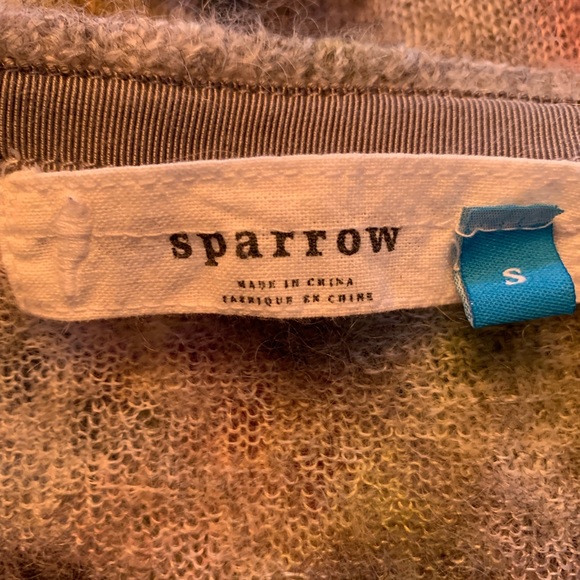 sparrow
MADE IN CHINA
FABRIQUE EN CHINE
S